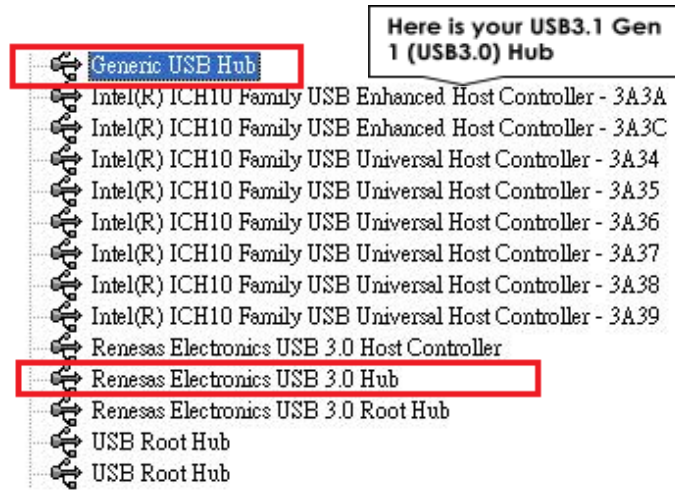 Here is your USB3.1 Gen
1 (USB3.0) Hub
Generic USB Hub
Intel(R) ICH10 Family USB Enhanced Host Controller - 3A3A
Intel(R) ICH10 Family USB Enhanced Host Controller - 3A3C
Intel(R) ICH10 Family USB Universal Host Controller - 3A34
Intel(R) ICH10 Family USB Universal Host Controller - 3A35
Intel(R) ICH10 Family USB Universal Host Controller - 3A36
Intel(R) ICH10 Family USB Universal Host Controller - 3A37
Intel(R) ICH10 Family USB Universal Host Controller - 3A38
Intel(R) ICH10 Family USB Universal Host Controller - 3A39
Renesas Electronics USB 3.0 Host Controller
Renesas Electronics USB 3.0 Hub
Renesas Electronics USB 3.0 Root Hub
USB Root Hub
USB Root Hub